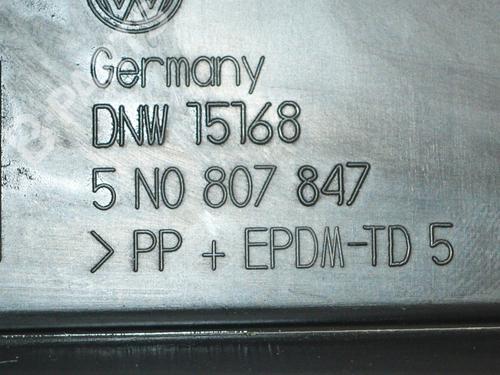 Germany
DNW 15168
5 N0 807 847
> PP + EPDM-TD 5